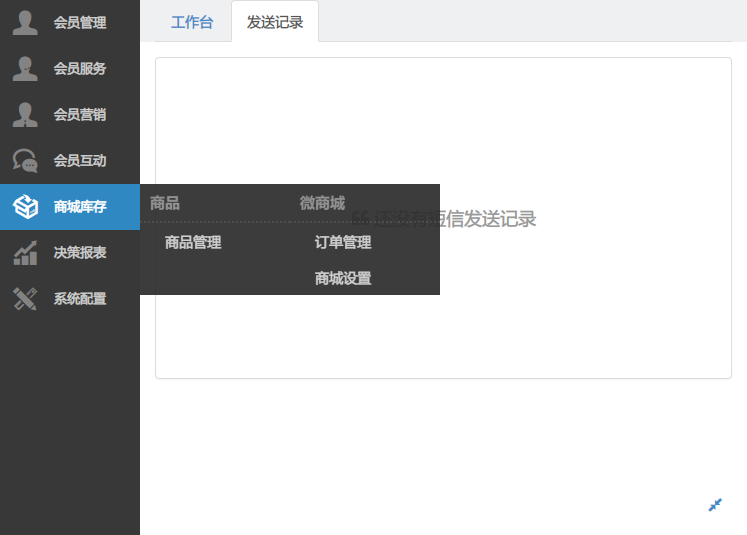 会员管理
会员服务
会员营销
会员互动
商城库存
决策报表
系统配置
工作台
发送记录
商品
微商城
商品管理
订单管理
商城设置
还没有短信发送记录